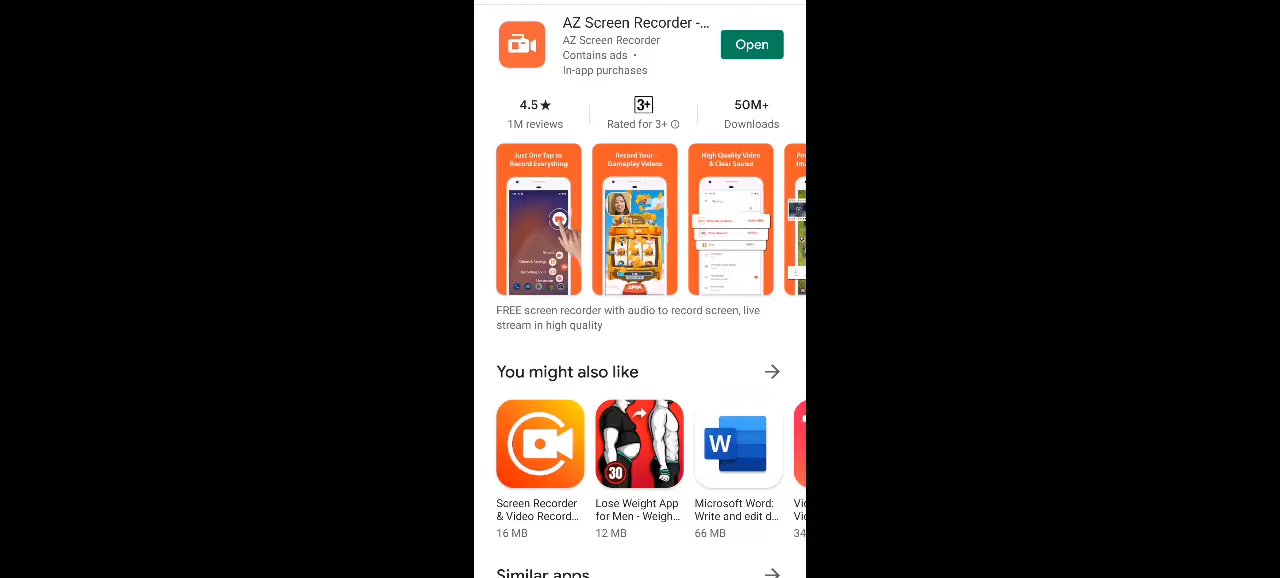 AZ Screen Recorder -...
AZ Screen Recorder
Contains ads •
In-app purchases
Open
4.5★
1M reviews
3+
Rated for 3+
50M+
Downloads
Just One Tap to
Record Everything
Record Your
Gameplay Videos
High Quality Video
& Clear Sound
FREE screen recorder with audio to record screen, live
stream in high quality
You might also like
30
W
Screen Recorder
& Video Record...
16 MB
Lose Weight App
for Men - Weigh...
12 MB
Microsoft Word:
Write and edit d...
66 MB
34
Similar apps